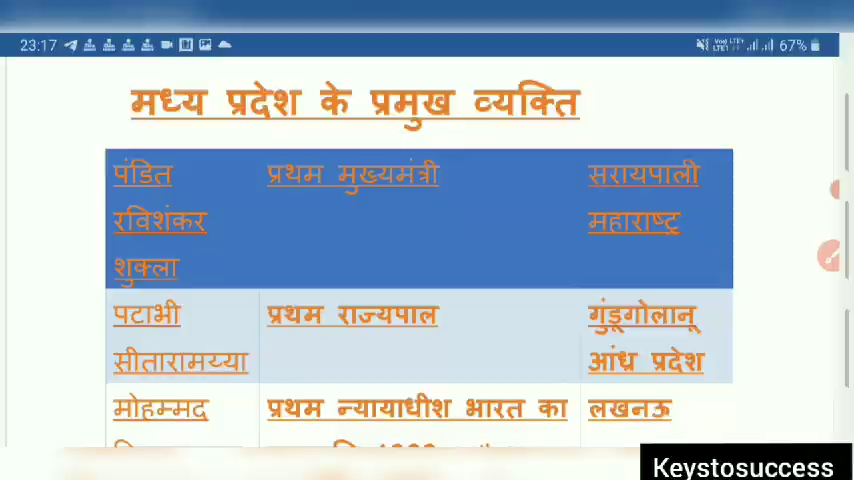 23:17 67%
मध्य प्रदेश के प्रमुख व्यक्ति
पंडित प्रथम मुख्यमंत्री सरायपाली
रविशंकर महाराष्ट्र
शुक्ला
पटाभी प्रथम राज्यपाल गुंडूगोलानू
सीतारामय्या आंध्र प्रदेश
मोहम्मद प्रथम न्यायाधीश भारत का लखनऊ
Keystosuccess